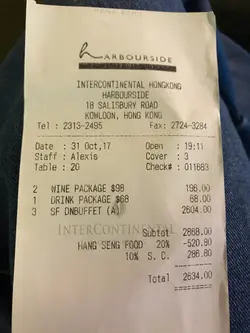 HARBOURSIDE
INTERCONTINENTAL HONGKONG
HARBOURSIDE
18 SALISBURY ROAD
KOWLOON, HONG KONG
Tel : 2313-2495 Fax: 2724-3284
Date : 31 Oct,17 Open : 19:11
Staff : Alexis Cover : 3
Table : 20 Check# : 011683
2 WINE PACKAGE $98 196.00
1 DRINK PACKAGE $68 68.00
3 SF DNBUFFET (A) 2604.00
INTERCONTINENTAL
Subtot 2868.00
HANG SENG FOOD 20% -520.80
10% S. C. 286.80
Total 2634.00